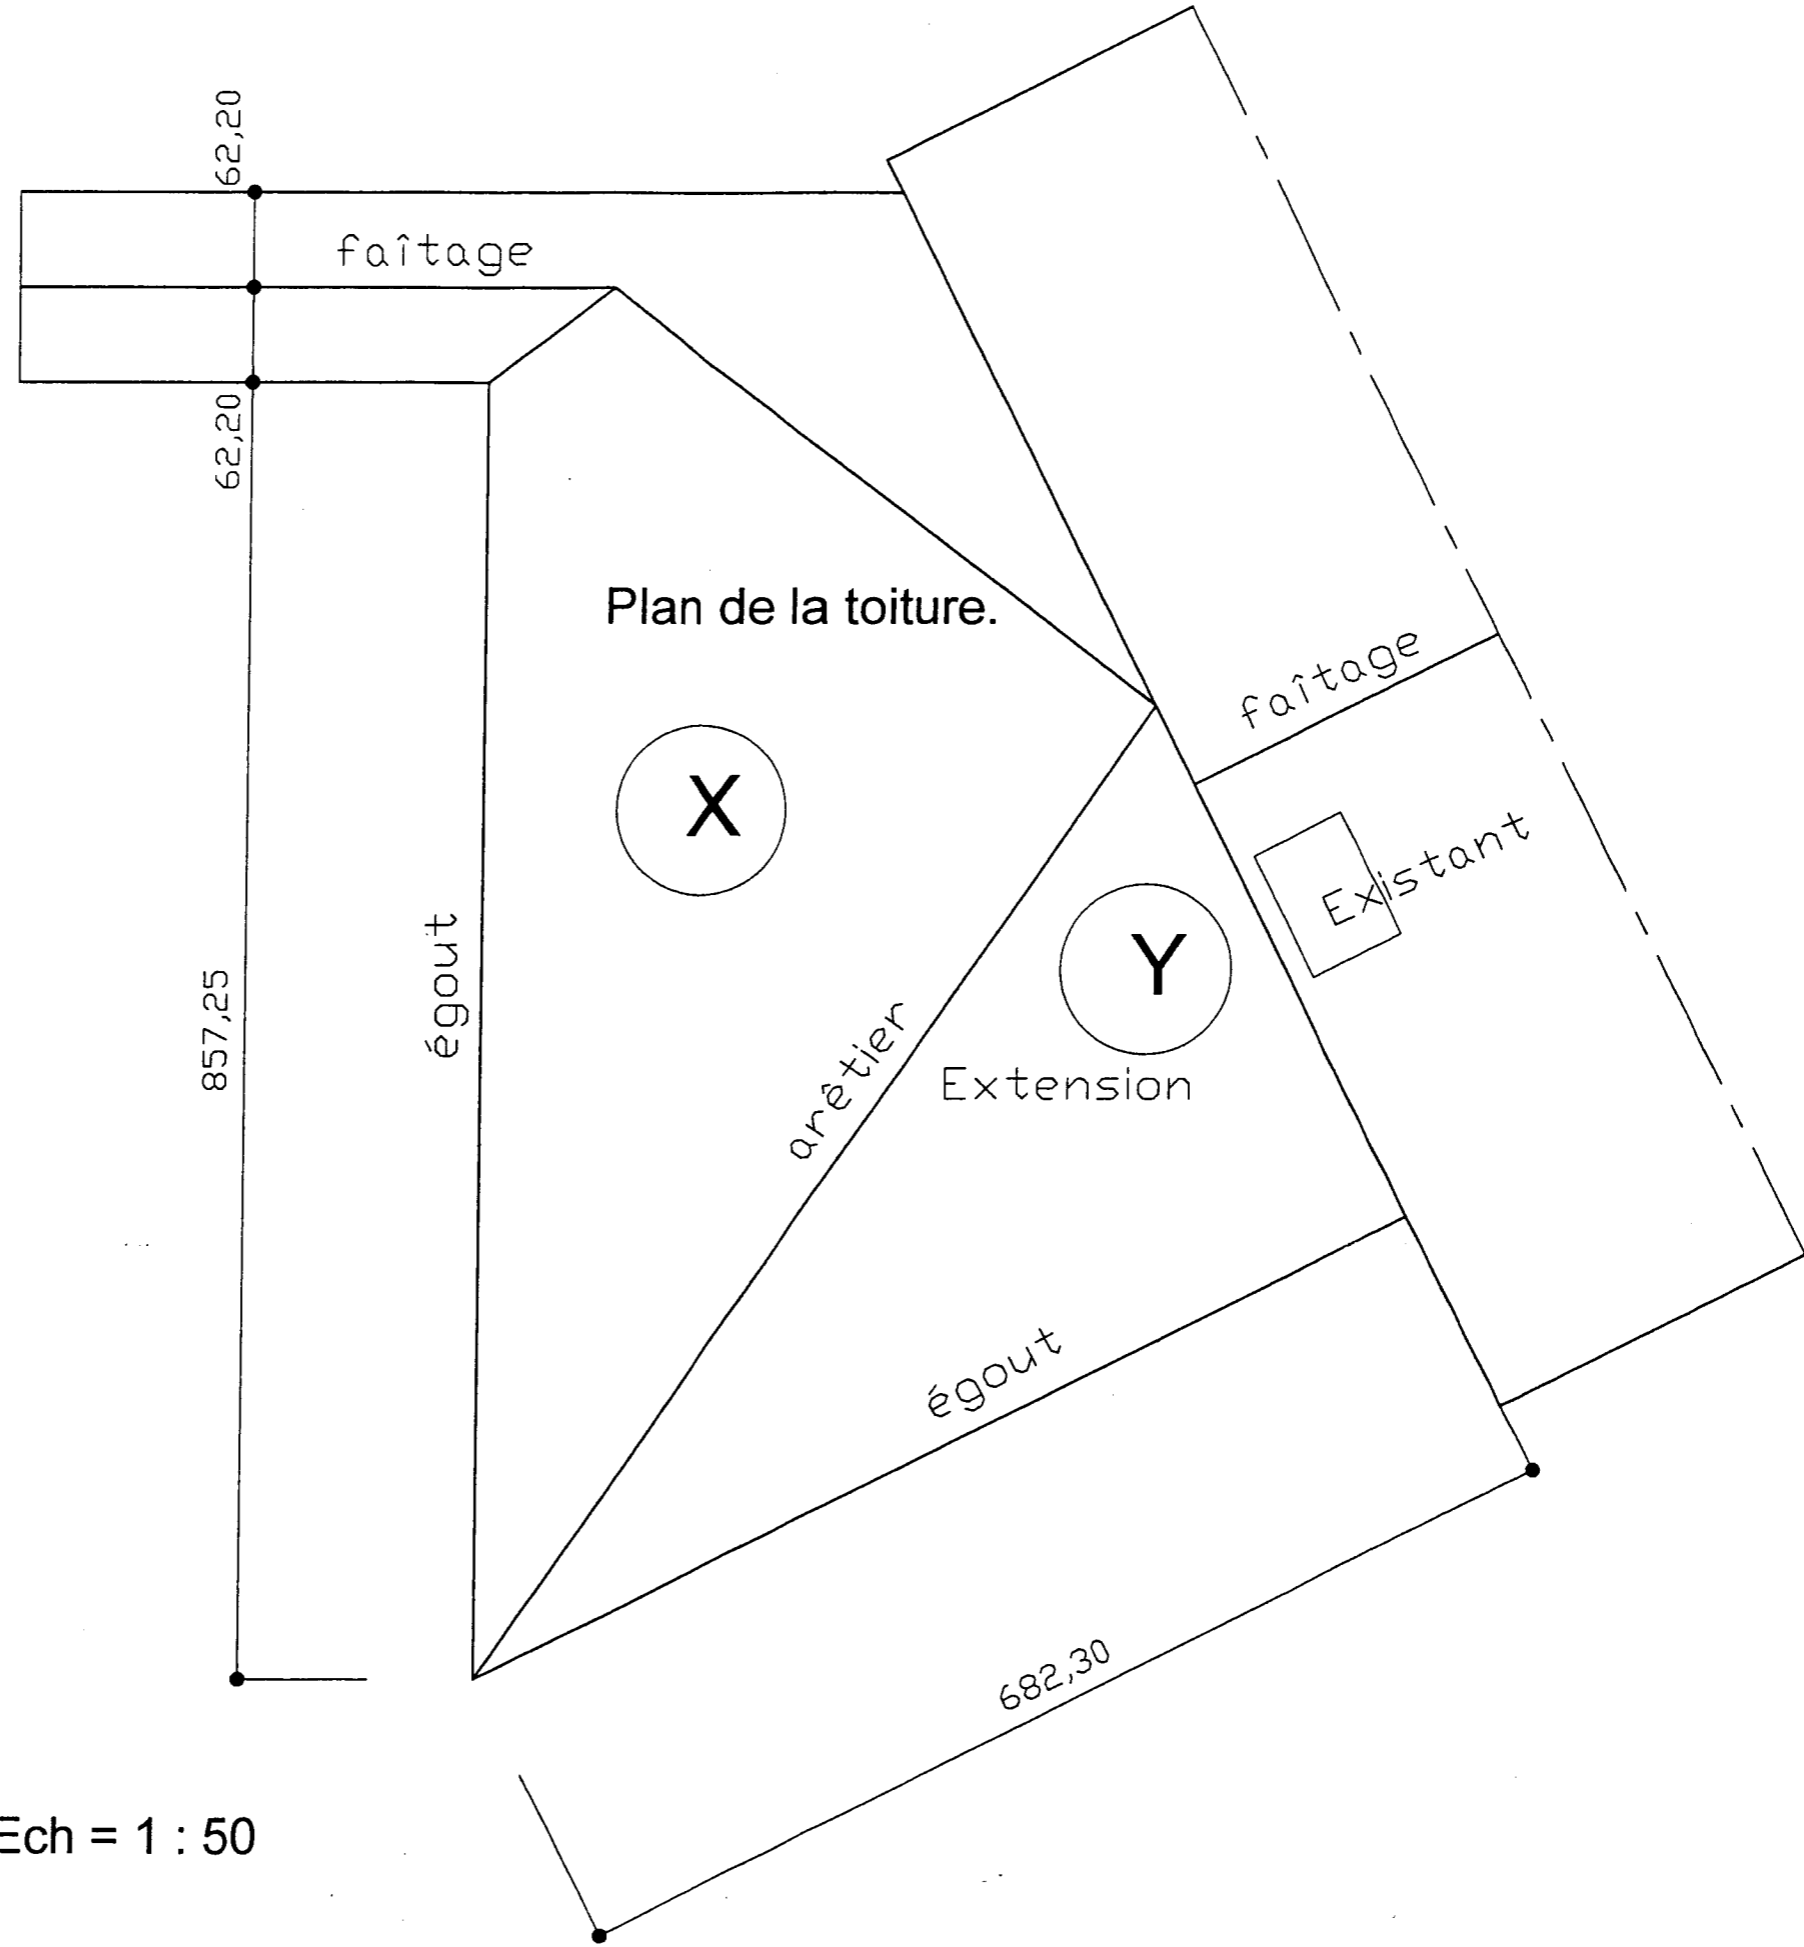 62,20
faîtage
62,20
Plan de la toiture.
faîtage
X
Existant
égout
Y
857,25
arêtier
Extension
égout
682,30
Ech = 1 : 50